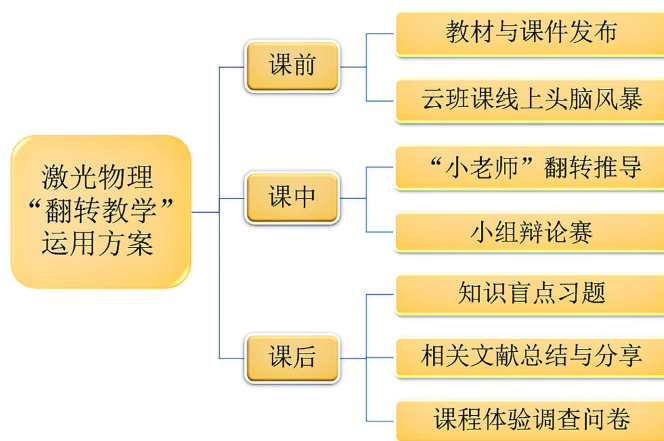 激光物理
“翻转教学”
运用方案
课前
教材与课件发布
云班课线上头脑风暴
课中
“小老师”翻转推导
小组辩论赛
课后
知识盲点习题
相关文献总结与分享
课程体验调查问卷